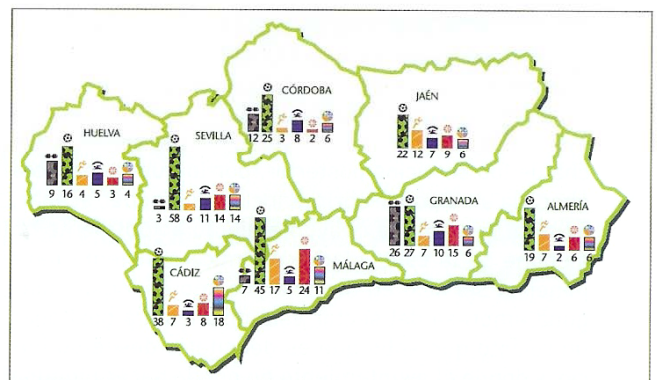 CÓRDOBA
12 25 3 8 2 6
JAÉN
22 12 7 9 6
HUELVA
9 16 4 5 3 4
SEVILLA
3 58 6 11 14 14
GRANADA
26 27 7 10 15 6
ALMERÍA
19 7 2 6 6
CÁDIZ
38 7 3 8 18
MÁLAGA
7 45 17 5 24 11